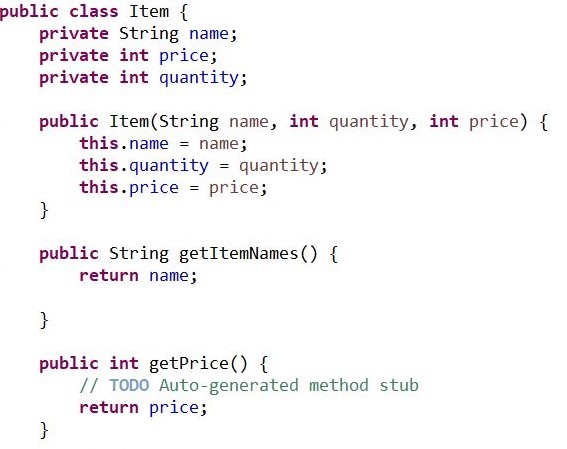 public class Item {
    private String name;
    private int price;
    private int quantity;

    public Item(String name, int quantity, int price) {
        this.name = name;
        this.quantity = quantity;
        this.price = price;
    }

    public String getItemNames() {
        return name;

    }

    public int getPrice() {
        // TODO Auto-generated method stub
        return price;
    }